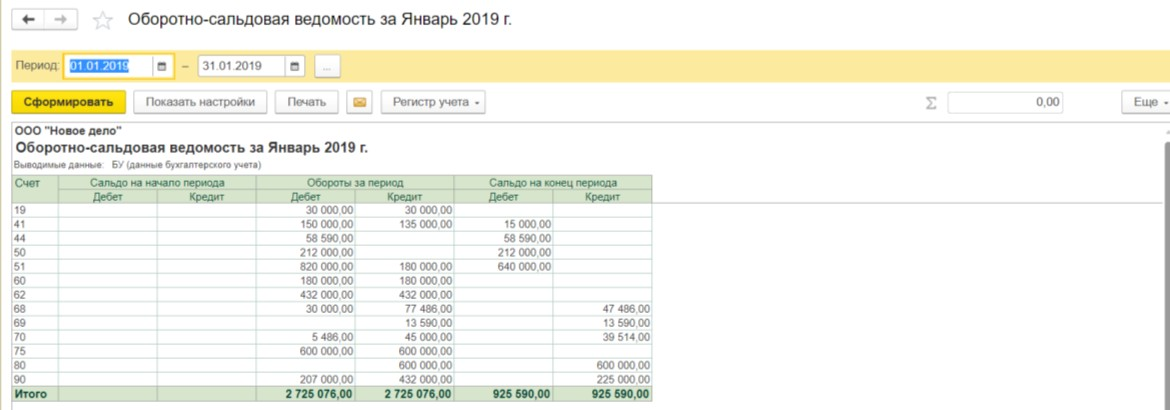 Оборотно-сальдовая ведомость за Январь 2019 г.
Период: 01.01.2019 – 31.01.2019 ...
Сформировать Показать настройки Печать Регистр учета Σ 0,00 Еще
ООО "Новое дело"
Оборотно-сальдовая ведомость за Январь 2019 г.
Выводимые данные: БУ (данные бухгалтерского учета)
Счет Сальдо на начало периода Обороты за период Сальдо на конец периода
Дебет Кредит Дебет Кредит Дебет Кредит
19 30 000,00 30 000,00
41 150 000,00 135 000,00 15 000,00
44 58 590,00 58 590,00
50 212 000,00 212 000,00
51 820 000,00 180 000,00 640 000,00
60 180 000,00 180 000,00
62 432 000,00 432 000,00
68 30 000,00 77 486,00 47 486,00
69 13 590,00 13 590,00
70 5 486,00 45 000,00 39 514,00
75 600 000,00 600 000,00
80 600 000,00 600 000,00
90 207 000,00 432 000,00 225 000,00
Итого 2 725 076,00 2 725 076,00 925 590,00 925 590,00